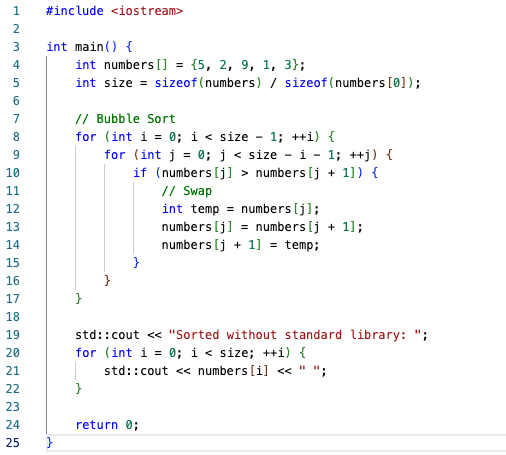 1 #include <iostream>
2
3 int main() {
4     int numbers[] = {5, 2, 9, 1, 3};
5     int size = sizeof(numbers) / sizeof(numbers[0]);
6
7     // Bubble Sort
8     for (int i = 0; i < size - 1; ++i) {
9         for (int j = 0; j < size - i - 1; ++j) {
10             if (numbers[j] > numbers[j + 1]) {
11                 // Swap
12                 int temp = numbers[j];
13                 numbers[j] = numbers[j + 1];
14                 numbers[j + 1] = temp;
15             }
16         }
17     }
18
19     std::cout << "Sorted without standard library: ";
20     for (int i = 0; i < size; ++i) {
21         std::cout << numbers[i] << " ";
22     }
23
24     return 0;
25 }